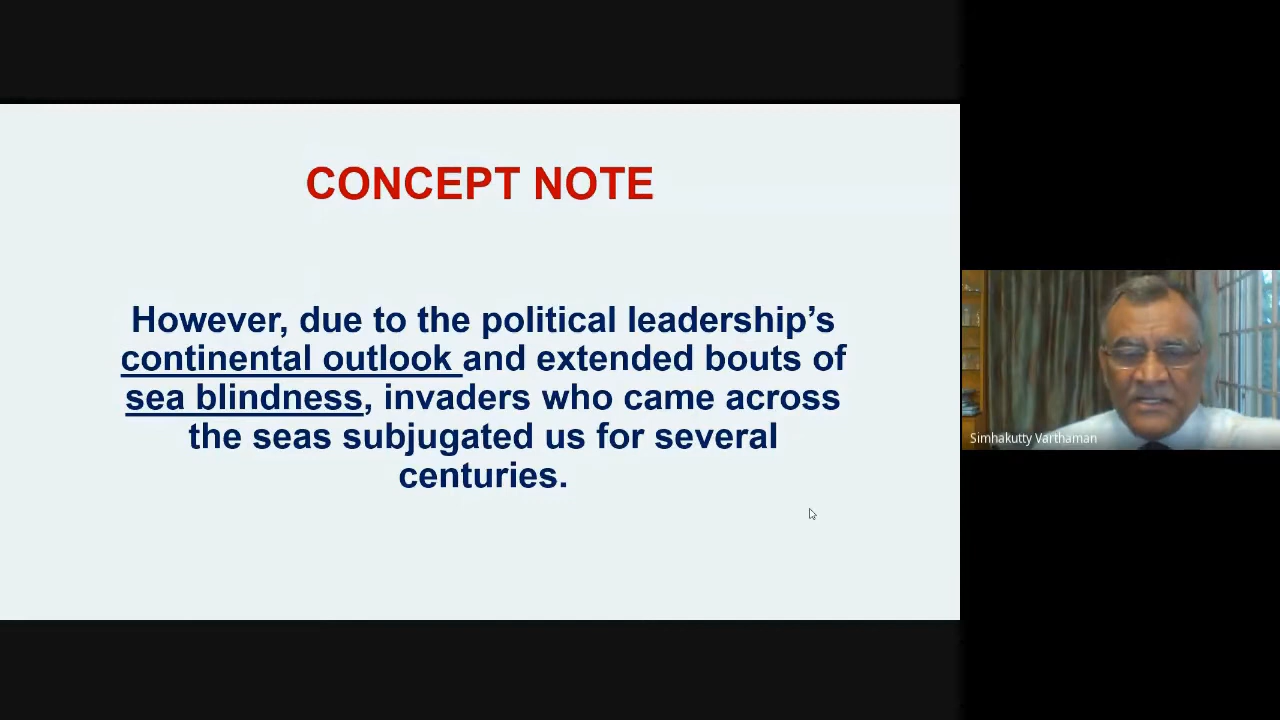 CONCEPT NOTE
However, due to the political leadership’s
continental outlook and extended bouts of
sea blindness, invaders who came across
the seas subjugated us for several
centuries.
Simhakutty Varthaman